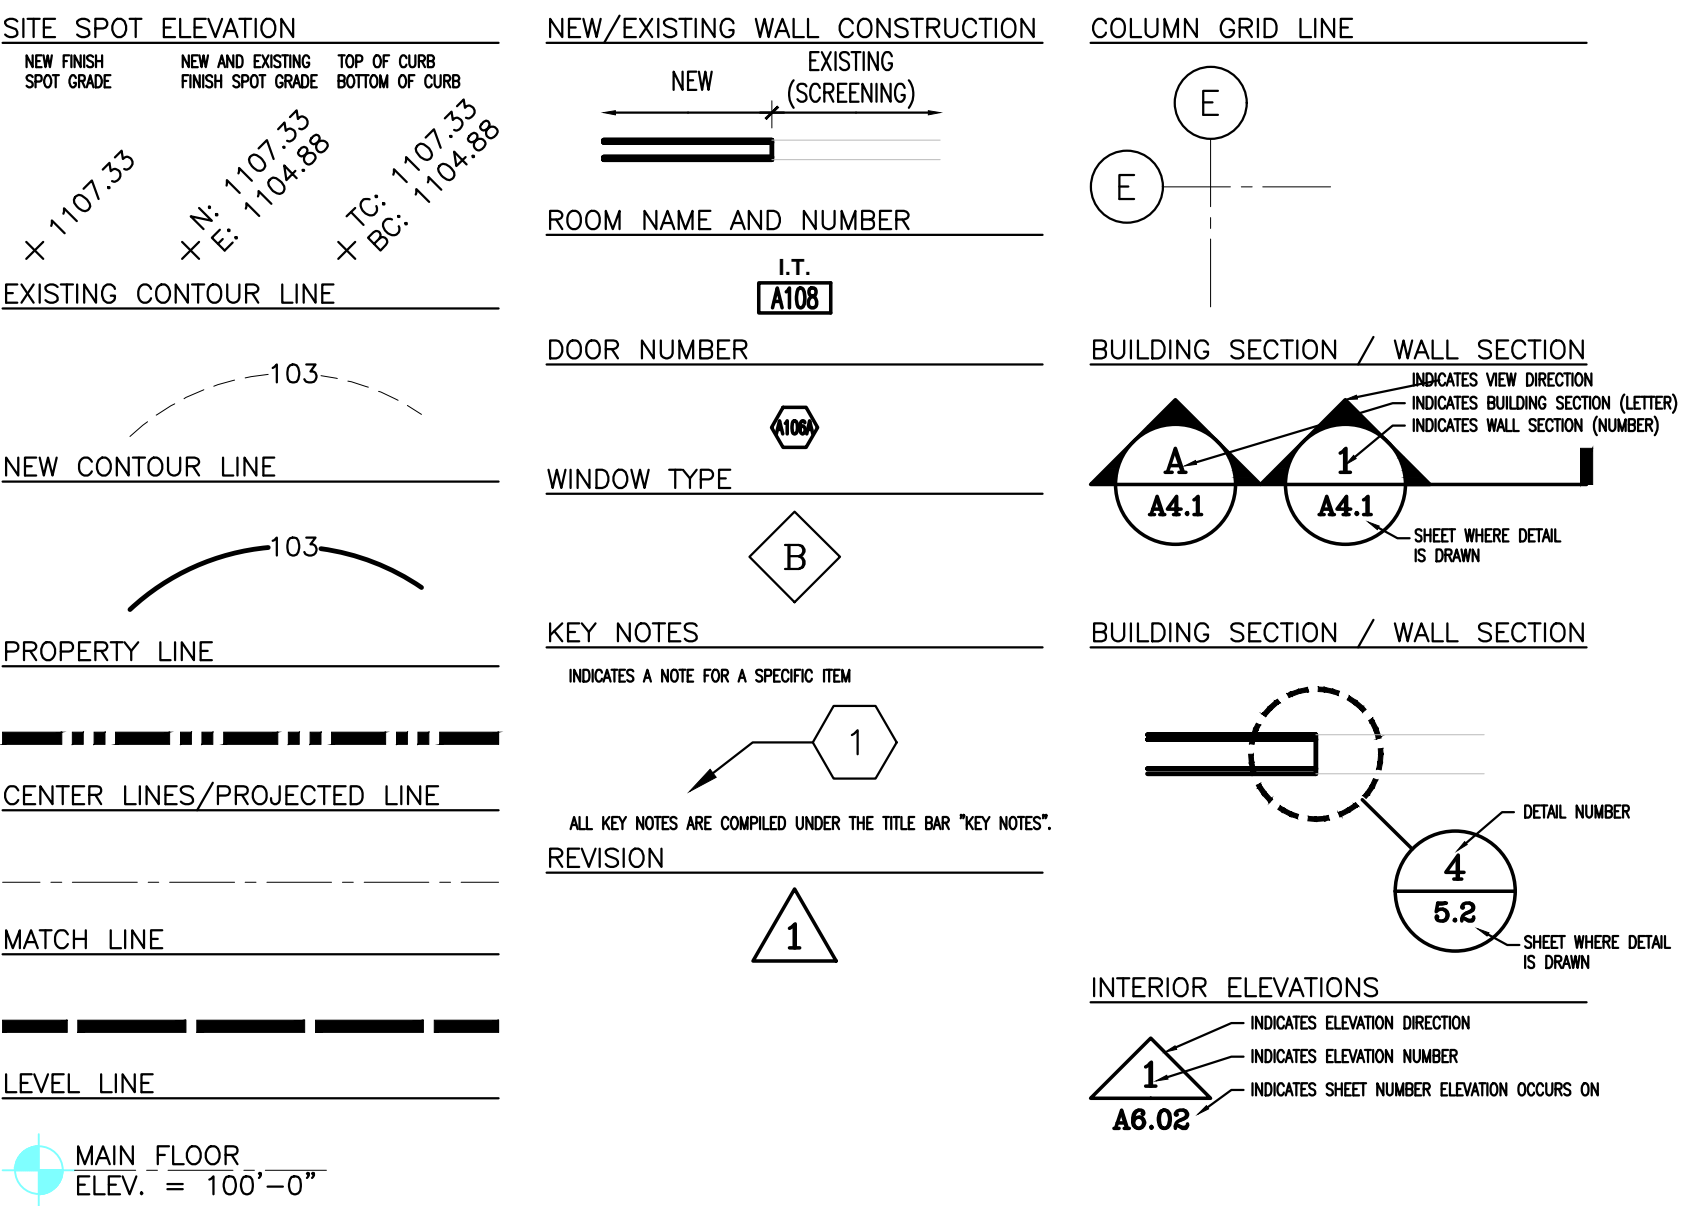 SITE SPOT ELEVATION
NEW FINISH
SPOT GRADE
NEW AND EXISTING
FINISH SPOT GRADE
TOP OF CURB
BOTTOM OF CURB
1107.33
N: 1107.33
E: 1104.88
TC: 1107.33
BC: 1104.88
EXISTING CONTOUR LINE
103
NEW CONTOUR LINE
103
PROPERTY LINE
CENTER LINES/PROJECTED LINE
MATCH LINE
LEVEL LINE
MAIN FLOOR
ELEV. = 100'-0"
NEW/EXISTING WALL CONSTRUCTION
NEW
EXISTING
(SCREENING)
ROOM NAME AND NUMBER
I.T.
A108
DOOR NUMBER
A106A
WINDOW TYPE
B
KEY NOTES
INDICATES A NOTE FOR A SPECIFIC ITEM
1
ALL KEY NOTES ARE COMPILED UNDER THE TITLE BAR "KEY NOTES".
REVISION
1
COLUMN GRID LINE
E
E
BUILDING SECTION / WALL SECTION
INDICATES VIEW DIRECTION
INDICATES BUILDING SECTION (LETTER)
INDICATES WALL SECTION (NUMBER)
A
1
A4.1
A4.1
SHEET WHERE DETAIL
IS DRAWN
BUILDING SECTION / WALL SECTION
DETAIL NUMBER
4
5.2
SHEET WHERE DETAIL
IS DRAWN
INTERIOR ELEVATIONS
INDICATES ELEVATION DIRECTION
INDICATES ELEVATION NUMBER
1
INDICATES SHEET NUMBER ELEVATION OCCURS ON
A6.02